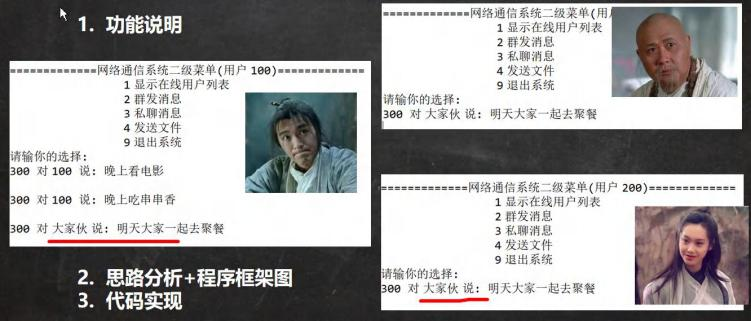 1. 功能说明
=============网络通信系统二级菜单(用户 100)=============
1 显示在线用户列表
2 群发消息
3 私聊消息
4 发送文件
9 退出系统
请输你的选择:
300 对 100 说: 晚上看电影
300 对 100 说: 晚上吃串串香
300 对 大家伙 说: 明天大家一起去聚餐
2. 思路分析+程序框架图
3. 代码实现
=============网络通信系统二级菜单(用户
1 显示在线用户列表
2 群发消息
3 私聊消息
4 发送文件
9 退出系统
请输你的选择:
300 对 大家伙 说: 明天大家一起去聚餐
=============网络通信系统二级菜单(用户 200)=============
1 显示在线用户列表
2 群发消息
3 私聊消息
4 发送文件
9 退出系统
请输你的选择:
300 对 大家伙 说: 明天大家一起去聚餐